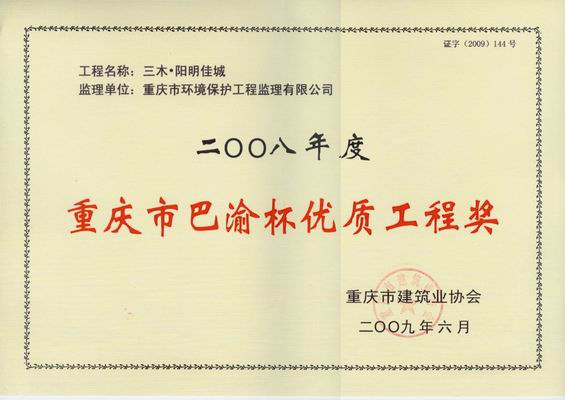 证字（2009）144号
工程名称：三木·阳明佳城
监理单位：重庆市环境保护工程监理有限公司
二〇〇八年度
重庆市巴渝杯优质工程奖
重庆市建筑业协会
二〇〇九年六月